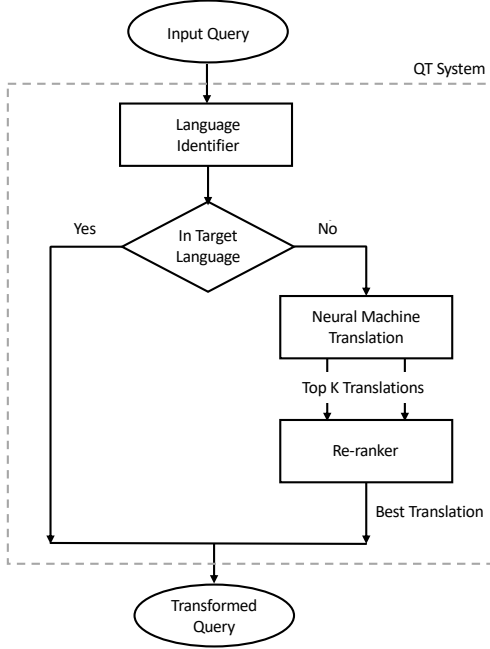 Input Query
QT System
Language
Identifier
Yes
In Target
Language
No
Neural Machine
Translation
Top K Translations
Re-ranker
Best Translation
Transformed
Query